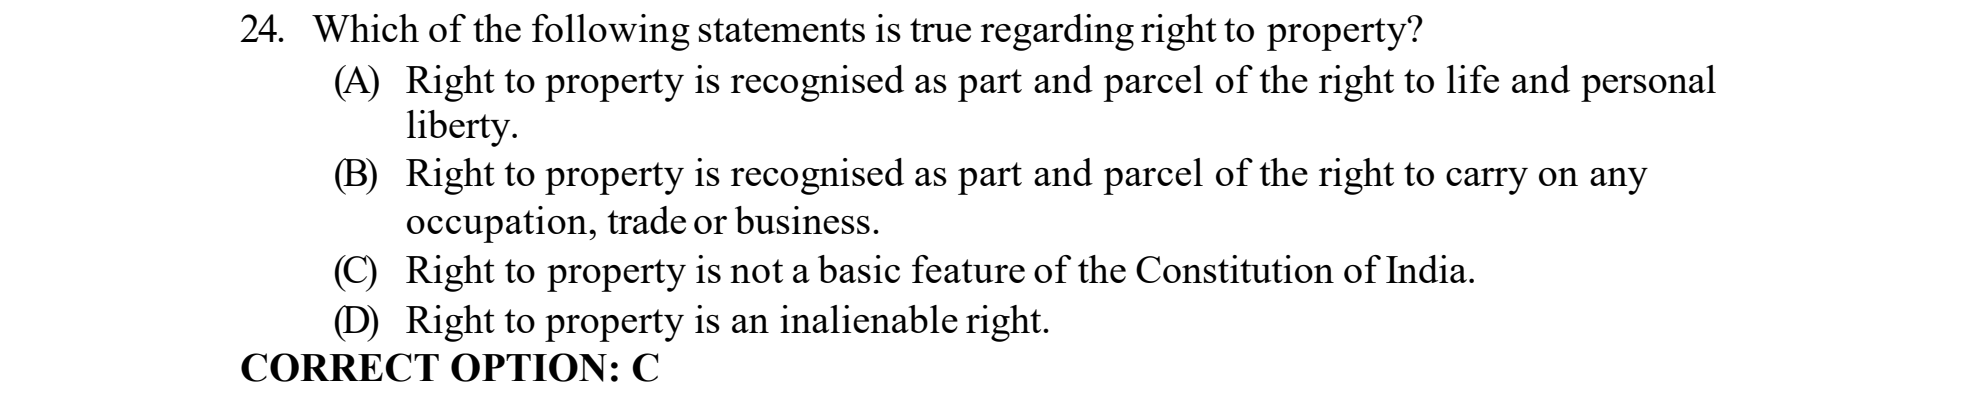 24. Which of the following statements is true regarding right to property?
(A) Right to property is recognised as part and parcel of the right to life and personal
liberty.
(B) Right to property is recognised as part and parcel of the right to carry on any
occupation, trade or business.
(C) Right to property is not a basic feature of the Constitution of India.
(D) Right to property is an inalienable right.
CORRECT OPTION: C